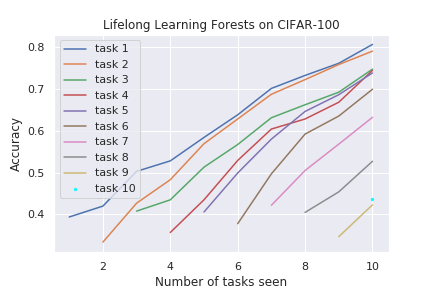 Lifelong Learning Forests on CIFAR-100
Accuracy
0.8
0.7
0.6
0.5
0.4
task 1
task 2
task 3
task 4
task 5
task 6
task 7
task 8
task 9
task 10
2
4
6
8
10
Number of tasks seen